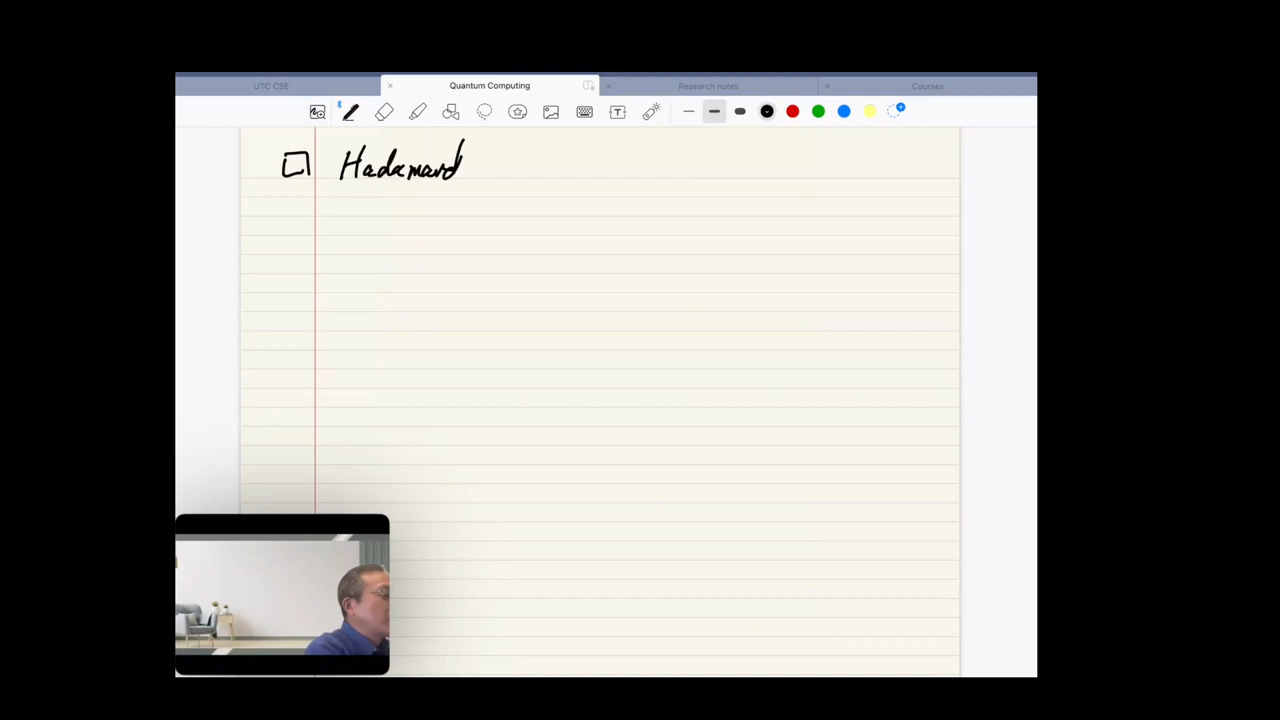 UTC CSE
Quantum Computing
Research notes
Courses
Hadamard